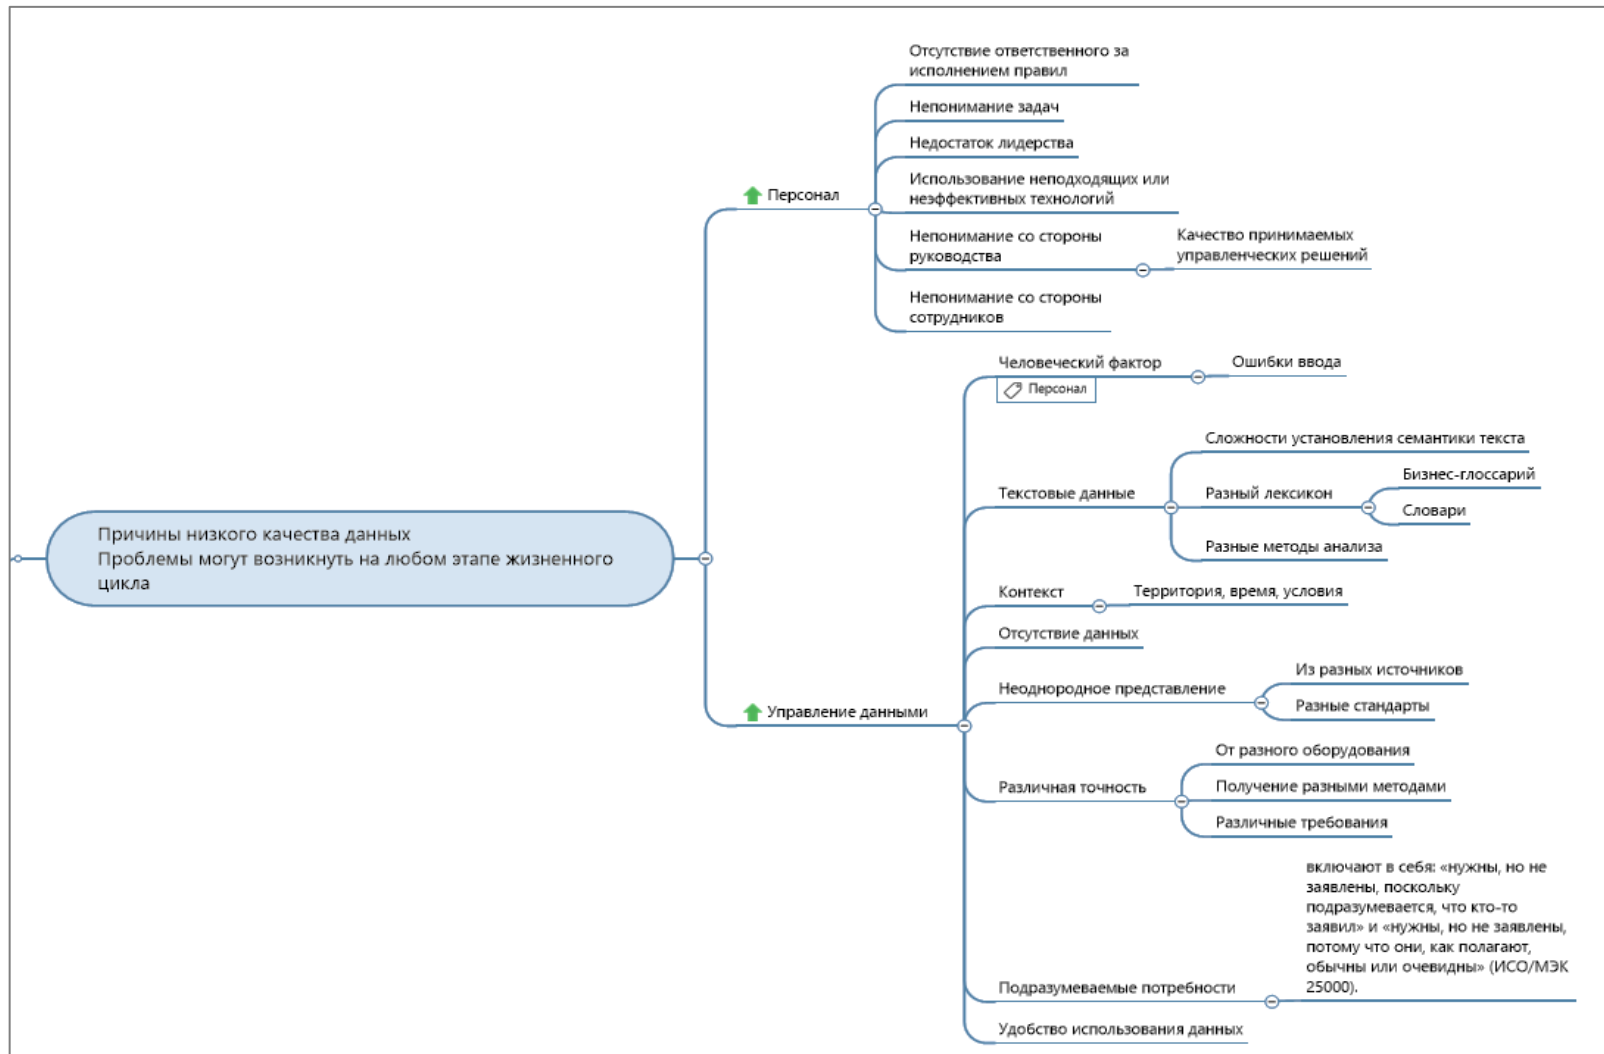 Причины низкого качества данных
Проблемы могут возникнуть на любом этапе жизненного
цикла
Персонал
Отсутствие ответственного за
исполнением правил
Непонимание задач
Недостаток лидерства
Использование неподходящих или
неэффективных технологий
Непонимание со стороны
руководства
Качество принимаемых
управленческих решений
Непонимание со стороны
сотрудников
Управление данными
Человеческий фактор
Персонал
Ошибки ввода
Текстовые данные
Сложности установления семантики текста
Разный лексикон
Бизнес-глоссарий
Словари
Разные методы анализа
Контекст
Территория, время, условия
Отсутствие данных
Неоднородное представление
Из разных источников
Разные стандарты
Различная точность
От разного оборудования
Получение разными методами
Различные требования
Подразумеваемые потребности
включают в себя: «нужны, но не
заявлены, поскольку
подразумевается, что кто-то
заявил» и «нужны, но не заявлены,
потому что они, как полагают,
обычны или очевидны» (ИСО/МЭК
25000).
Удобство использования данных